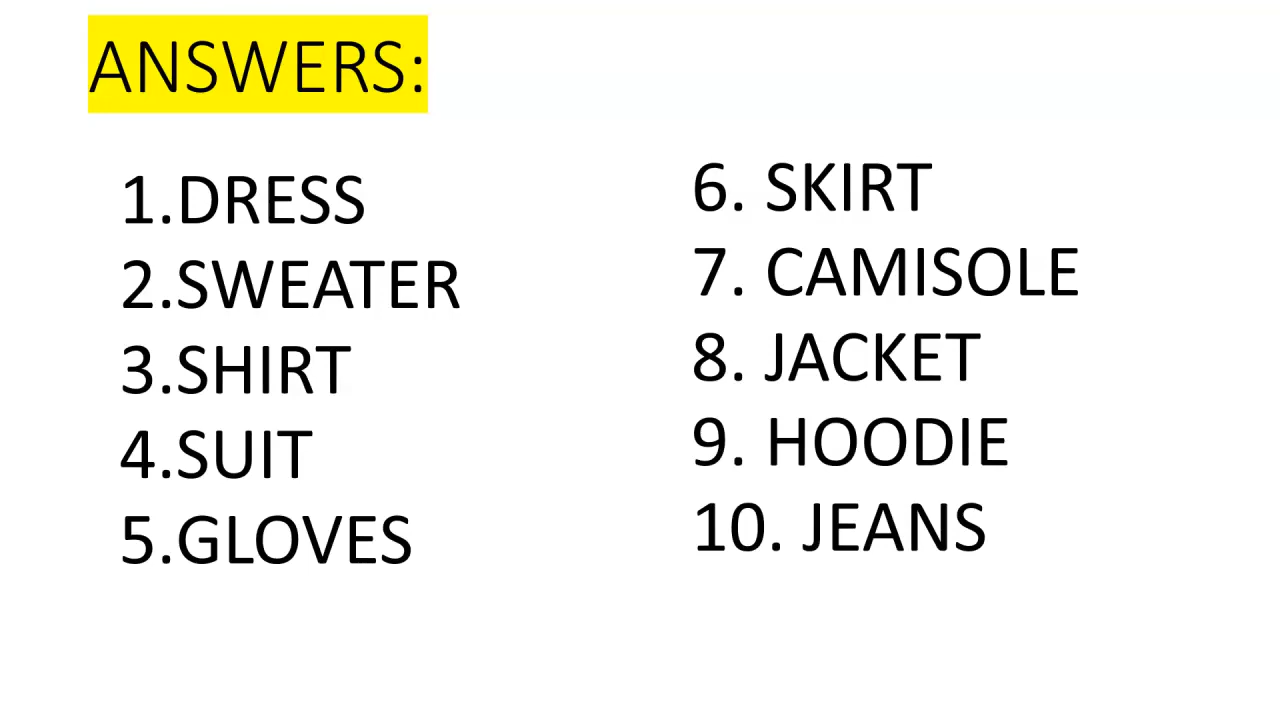 ANSWERS:
1.DRESS
2.SWEATER
3.SHIRT
4.SUIT
5.GLOVES
6. SKIRT
7. CAMISOLE
8. JACKET
9. HOODIE
10. JEANS